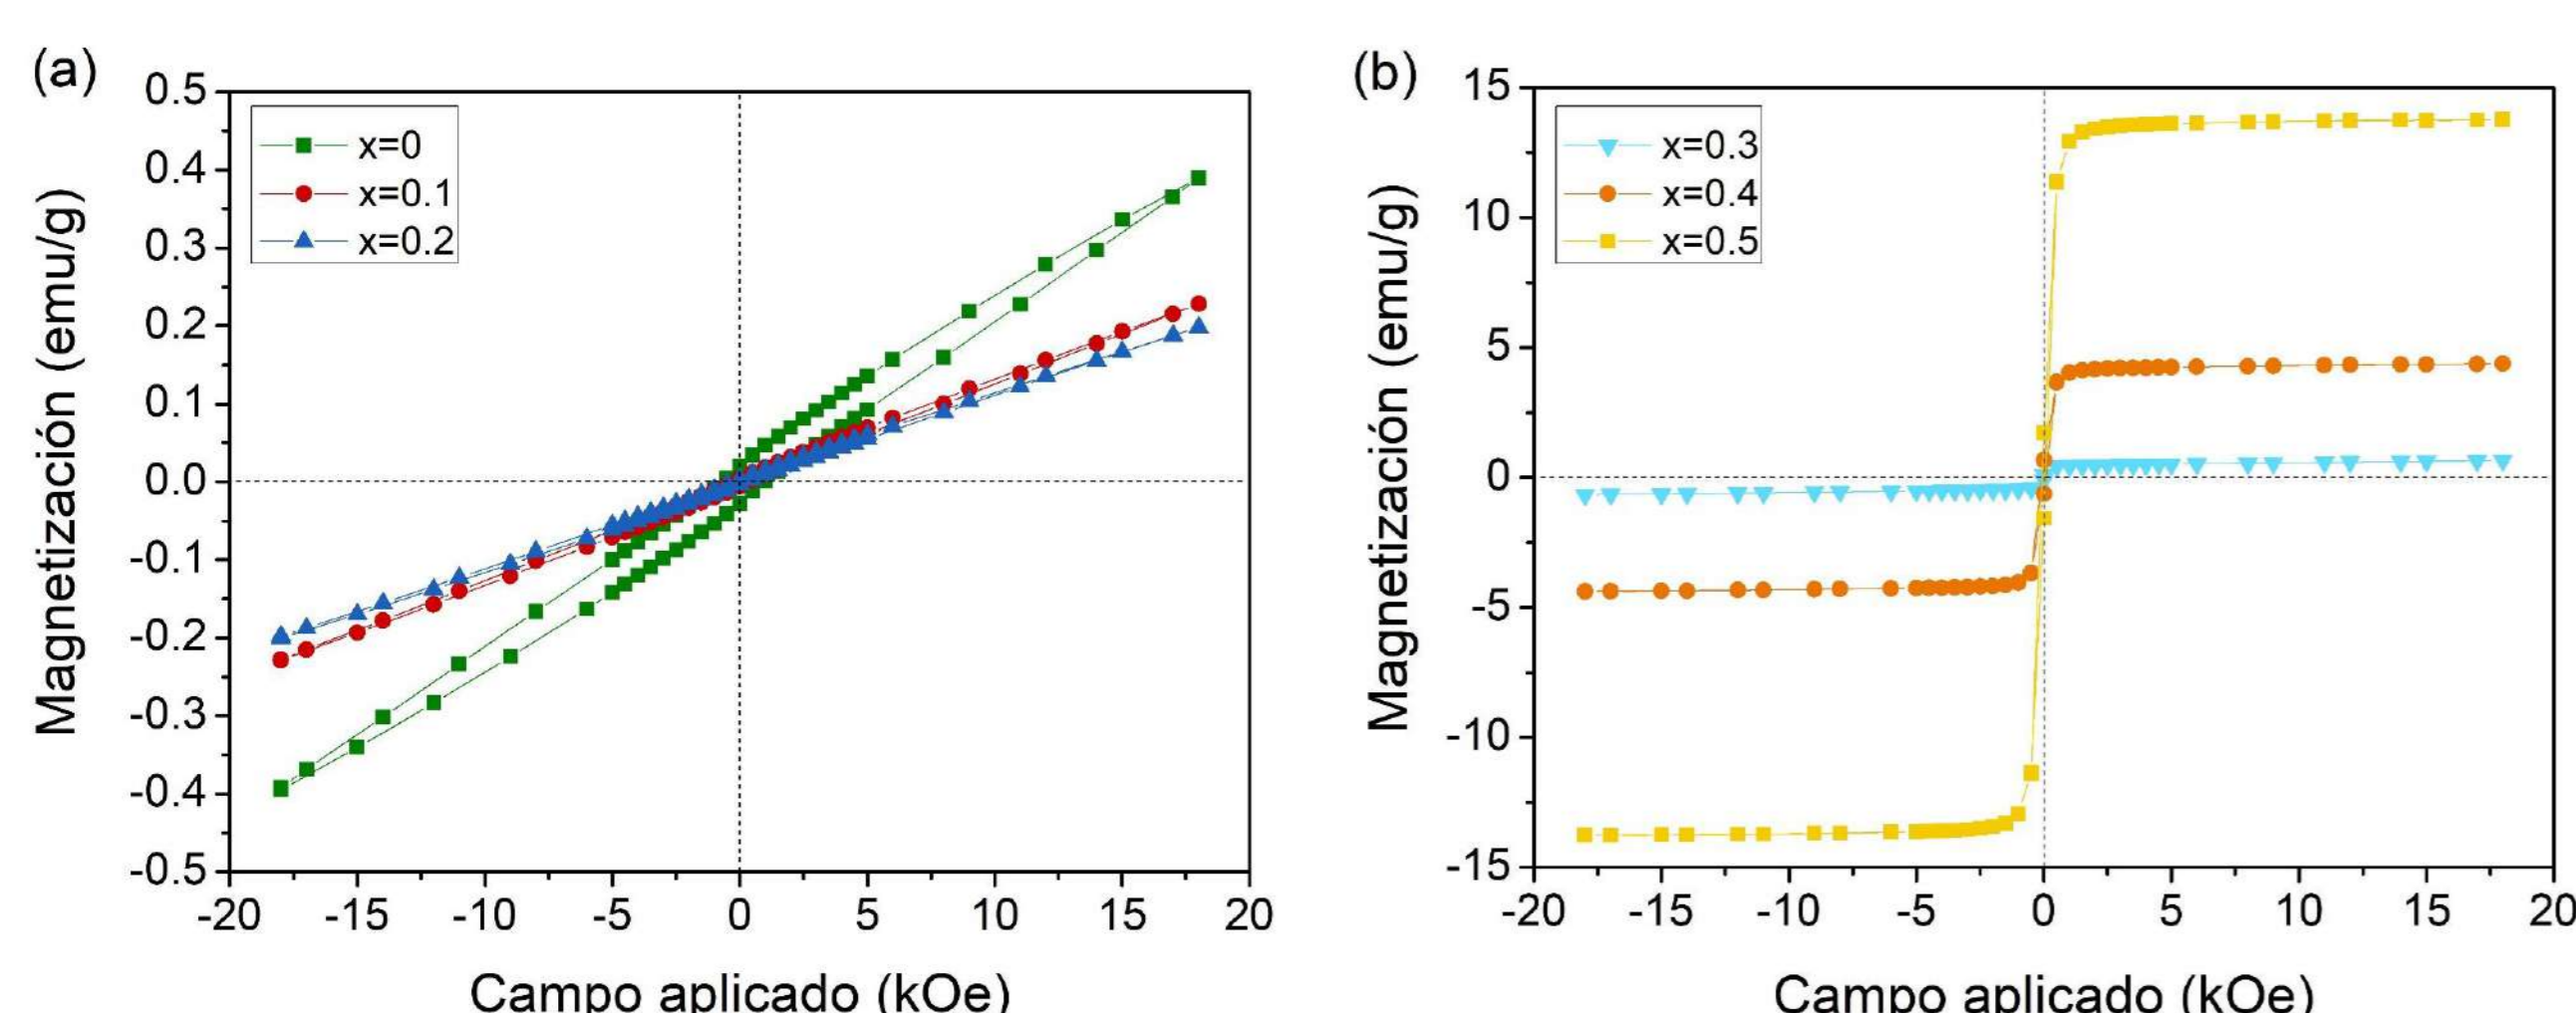 (a)
0.5
0.4
0.3
0.2
0.1
0.0
-0.1
-0.2
-0.3
-0.4
-0.5
x=0
x=0.1
x=0.2
Magnetización (emu/g)
-20 -15 -10 -5 0 5 10 15 20
Campo aplicado (kOe)
(b)
15
10
5
0
-5
-10
-15
x=0.3
x=0.4
x=0.5
Magnetización (emu/g)
-20 -15 -10 -5 0 5 10 15 20
Campo aplicado (kOe)